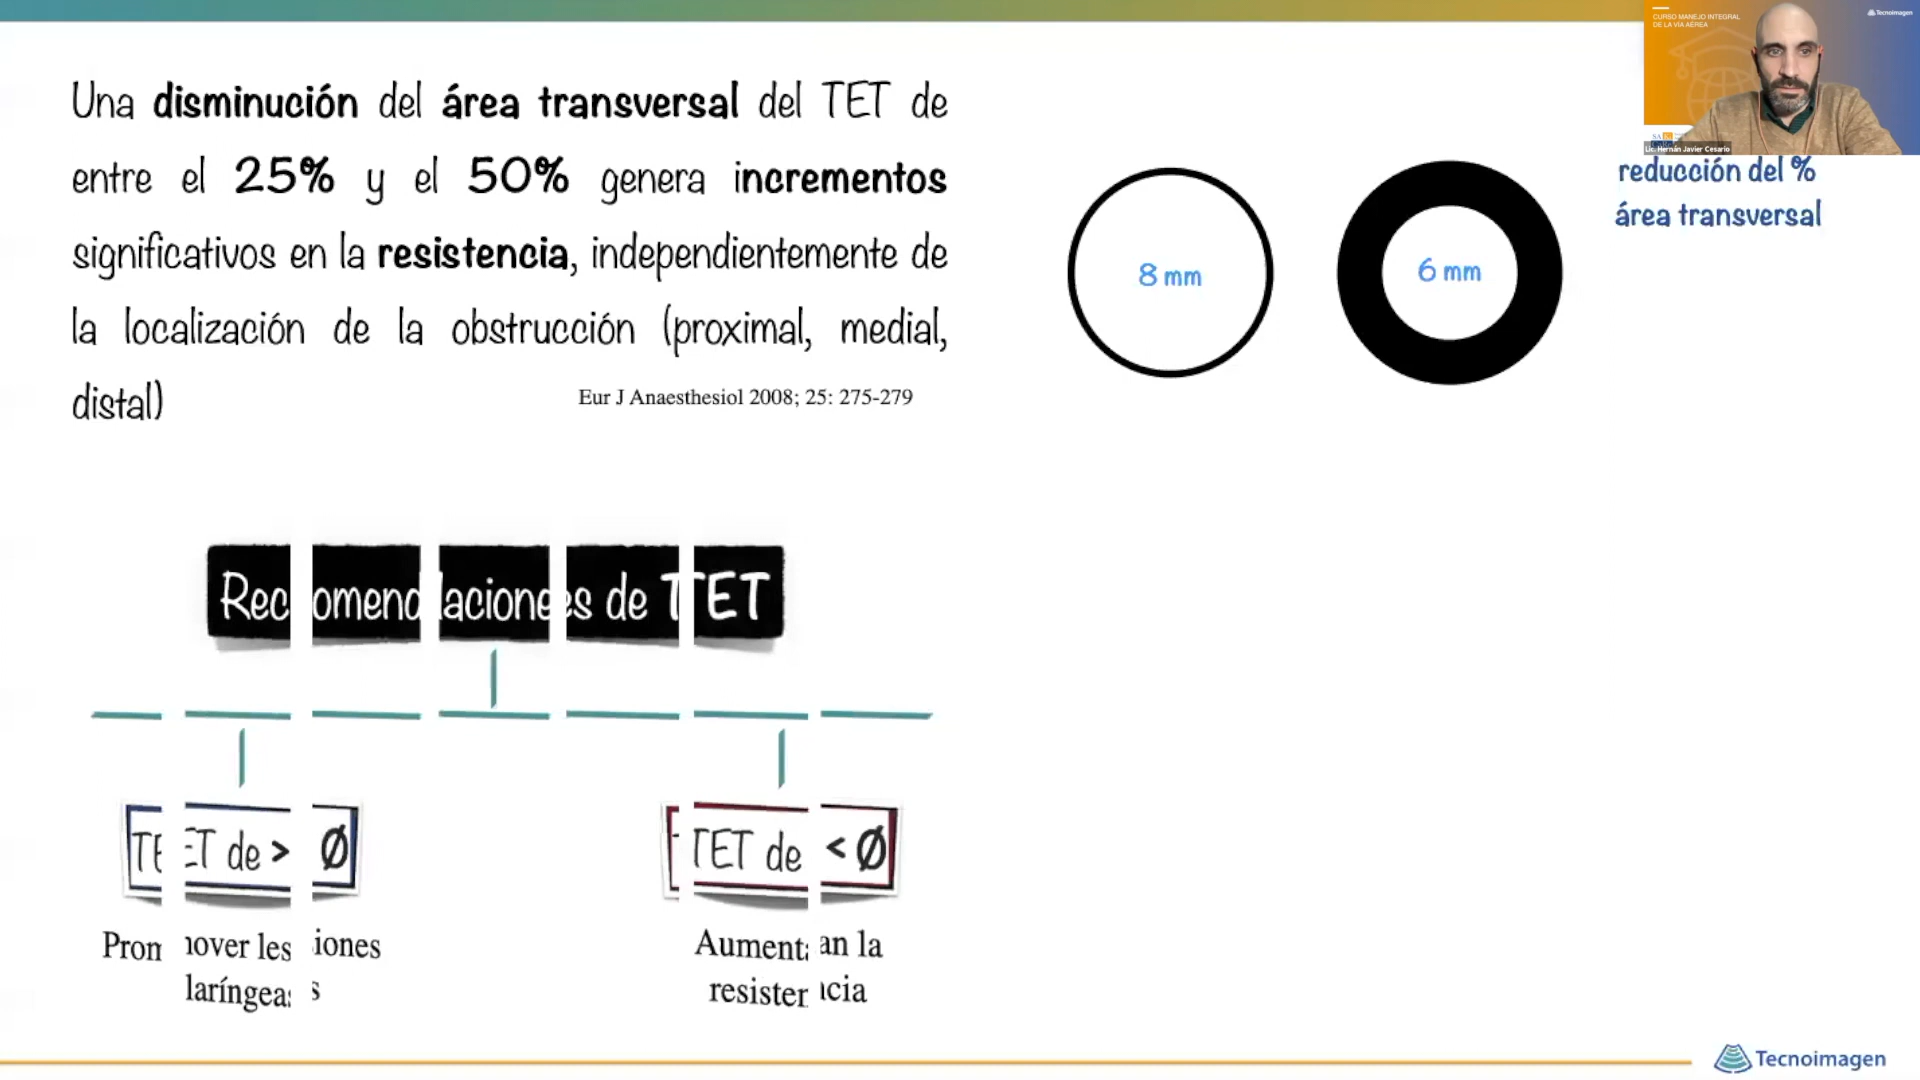 Una disminución del área transversal del TET de
entre el 25% y el 50% genera incrementos
significativos en la resistencia, independientemente de
la localización de la obstrucción (proximal, medial,
distal)
Eur J Anaesthesiol 2008; 25: 275-279
8 mm
6 mm
CURSO MANEJO INTEGRAL
DE LA VÍA AÉREA
Tecnoimagen
Lic. Hernán Javier Cesario
reducción del %
área transversal
Recomendaciones de TET
TET de > Ø
TET de < Ø
Promover lesiones
laríngeas
Aumentan la
resistencia
Tecnoimagen